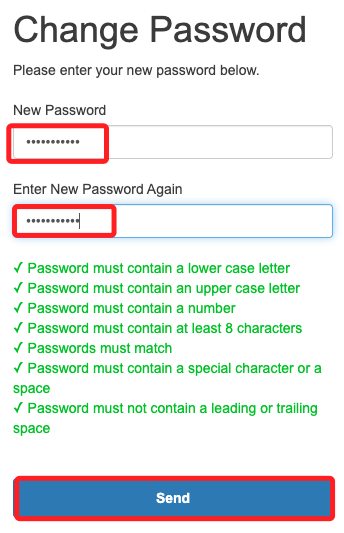 Change Password
Please enter your new password below.
New Password
•••••••••••
Enter New Password Again
•••••••••••
✓ Password must contain a lower case letter
✓ Password must contain an upper case letter
✓ Password must contain a number
✓ Password must contain at least 8 characters
✓ Passwords must match
✓ Password must contain a special character or a
space
✓ Password must not contain a leading or trailing
space
Send